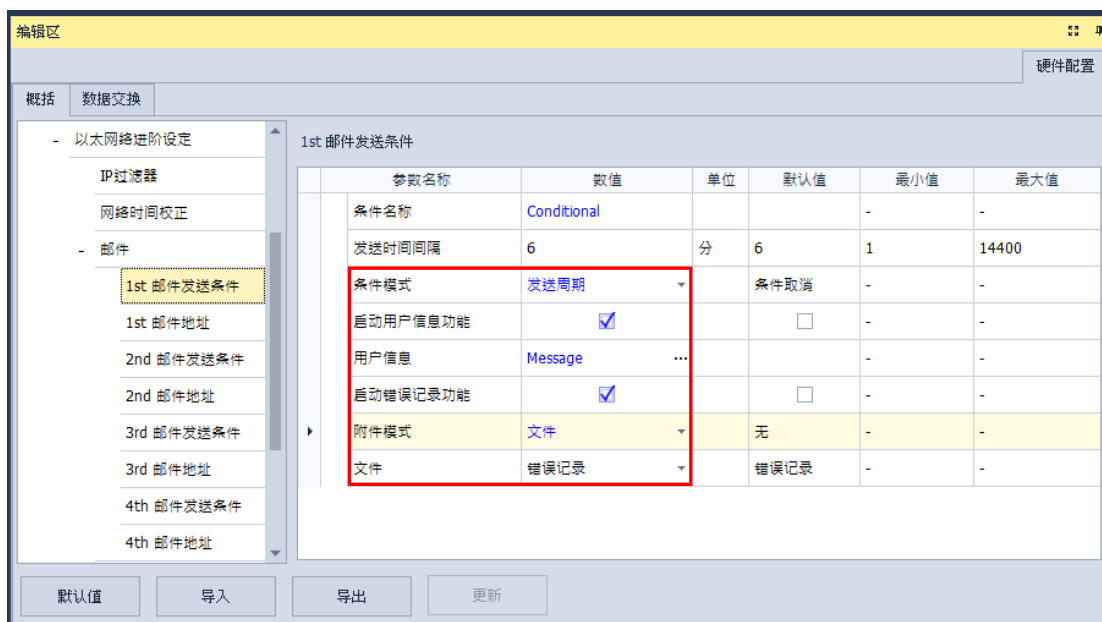 编辑区
硬件配置
概括 数据交换
- 以太网络进阶设定
IP过滤器
网络时间校正
- 邮件
1st 邮件发送条件
1st 邮件地址
2nd 邮件发送条件
2nd 邮件地址
3rd 邮件发送条件
3rd 邮件地址
4th 邮件发送条件
4th 邮件地址
1st 邮件发送条件
参数名称 数值 单位 默认值 最小值 最大值
条件名称 Conditional - -
发送时间间隔 6 分 6 1 14400
条件模式 发送周期 条件取消 - -
启动用户信息功能 - -
用户信息 Message ... - -
启动错误记录功能 - -
附件模式 文件 无 - -
文件 错误记录 错误记录 - -
默认值 导入 导出 更新